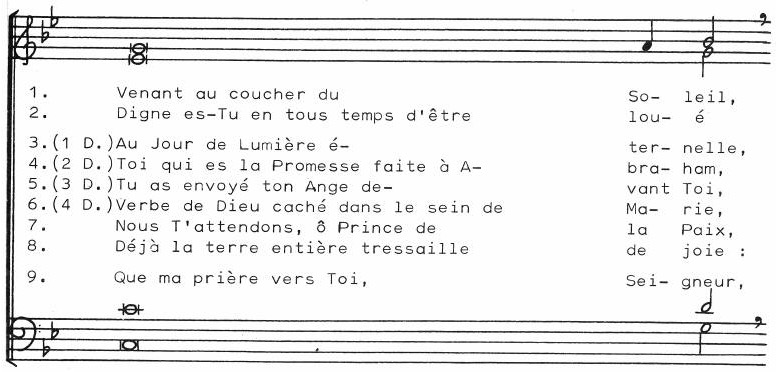 1. Venant au coucher du So- leil,
2. Digne es-Tu en tous temps d'être lou- é
3.(1 D.)Au Jour de Lumière é- ter- nelle,
4.(2 D.)Toi qui es la Promesse faite à A- bra- ham,
5.(3 D.)Tu as envoyé ton Ange de- vant Toi,
6.(4 D.)Verbe de Dieu caché dans le sein de Ma- rie,
7. Nous T'attendons, ô Prince de la Paix,
8. Déjà la terre entière tressaille de joie :
9. Que ma prière vers Toi, Sei- gneur,